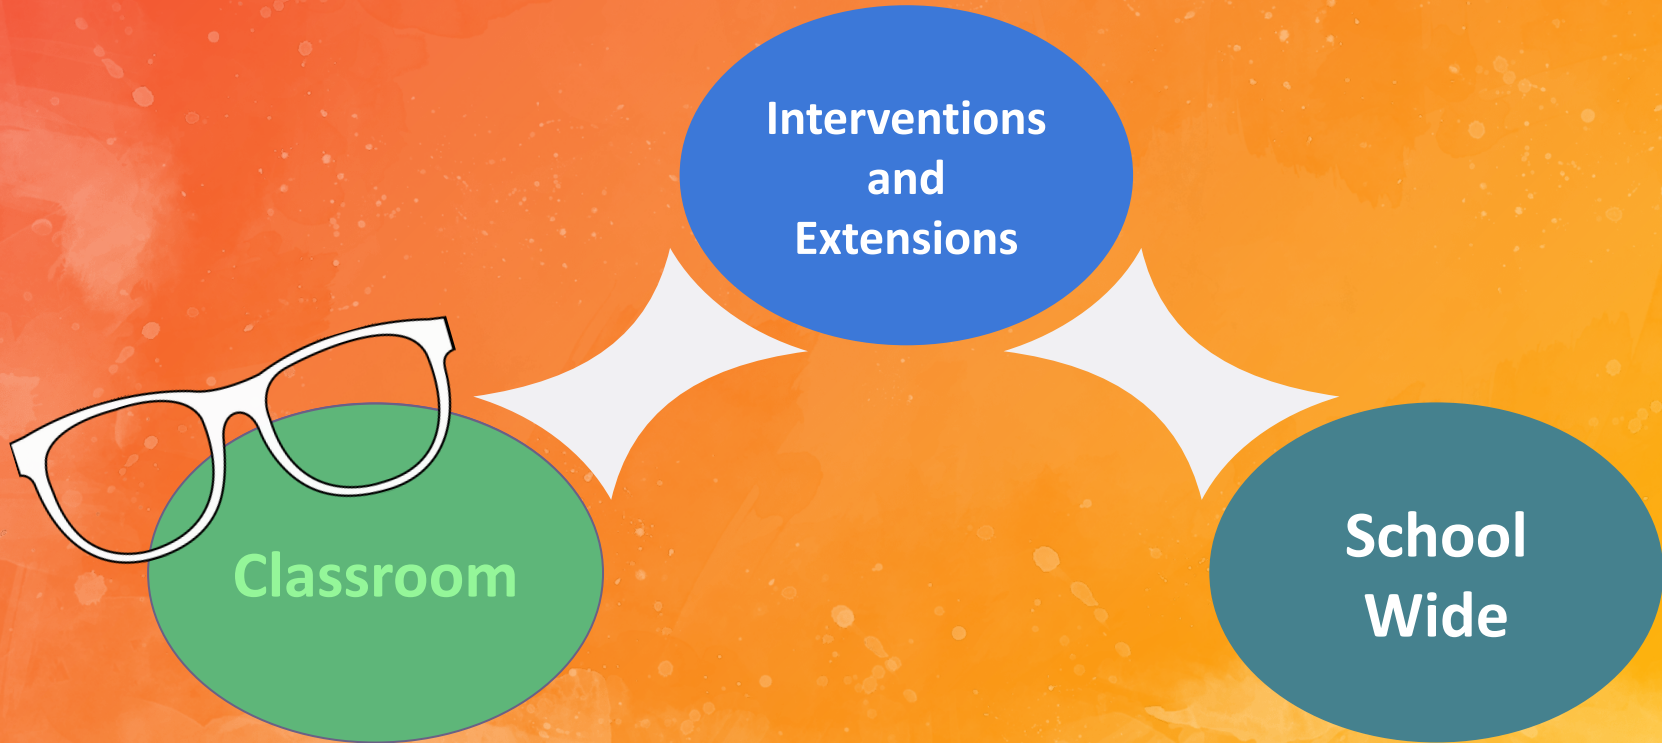 Interventions
and
Extensions
Classroom
School
Wide